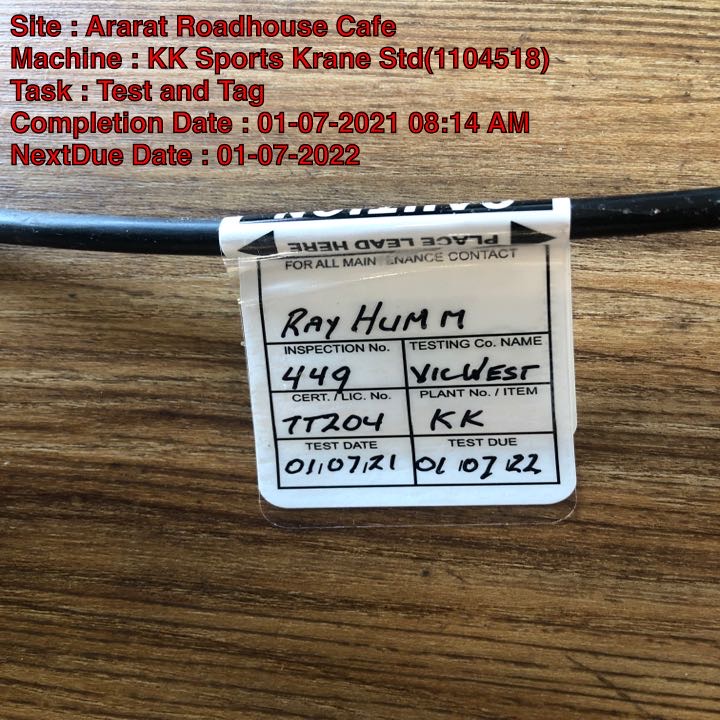 Site : Ararat Roadhouse Cafe
Machine : KK Sports Krane Std(1104518)
Task : Test and Tag
Completion Date : 01-07-2021 08:14 AM
NextDue Date : 01-07-2022
CAUTION
PLACE LEAD HERE
FOR ALL MAINTENANCE CONTACT
RAY HUMM
INSPECTION No. TESTING Co. NAME
449 VICWEST
CERT. / LIC. No. PLANT No. / ITEM
TT204 KK
TEST DATE TEST DUE
01,07,21 01 07 22